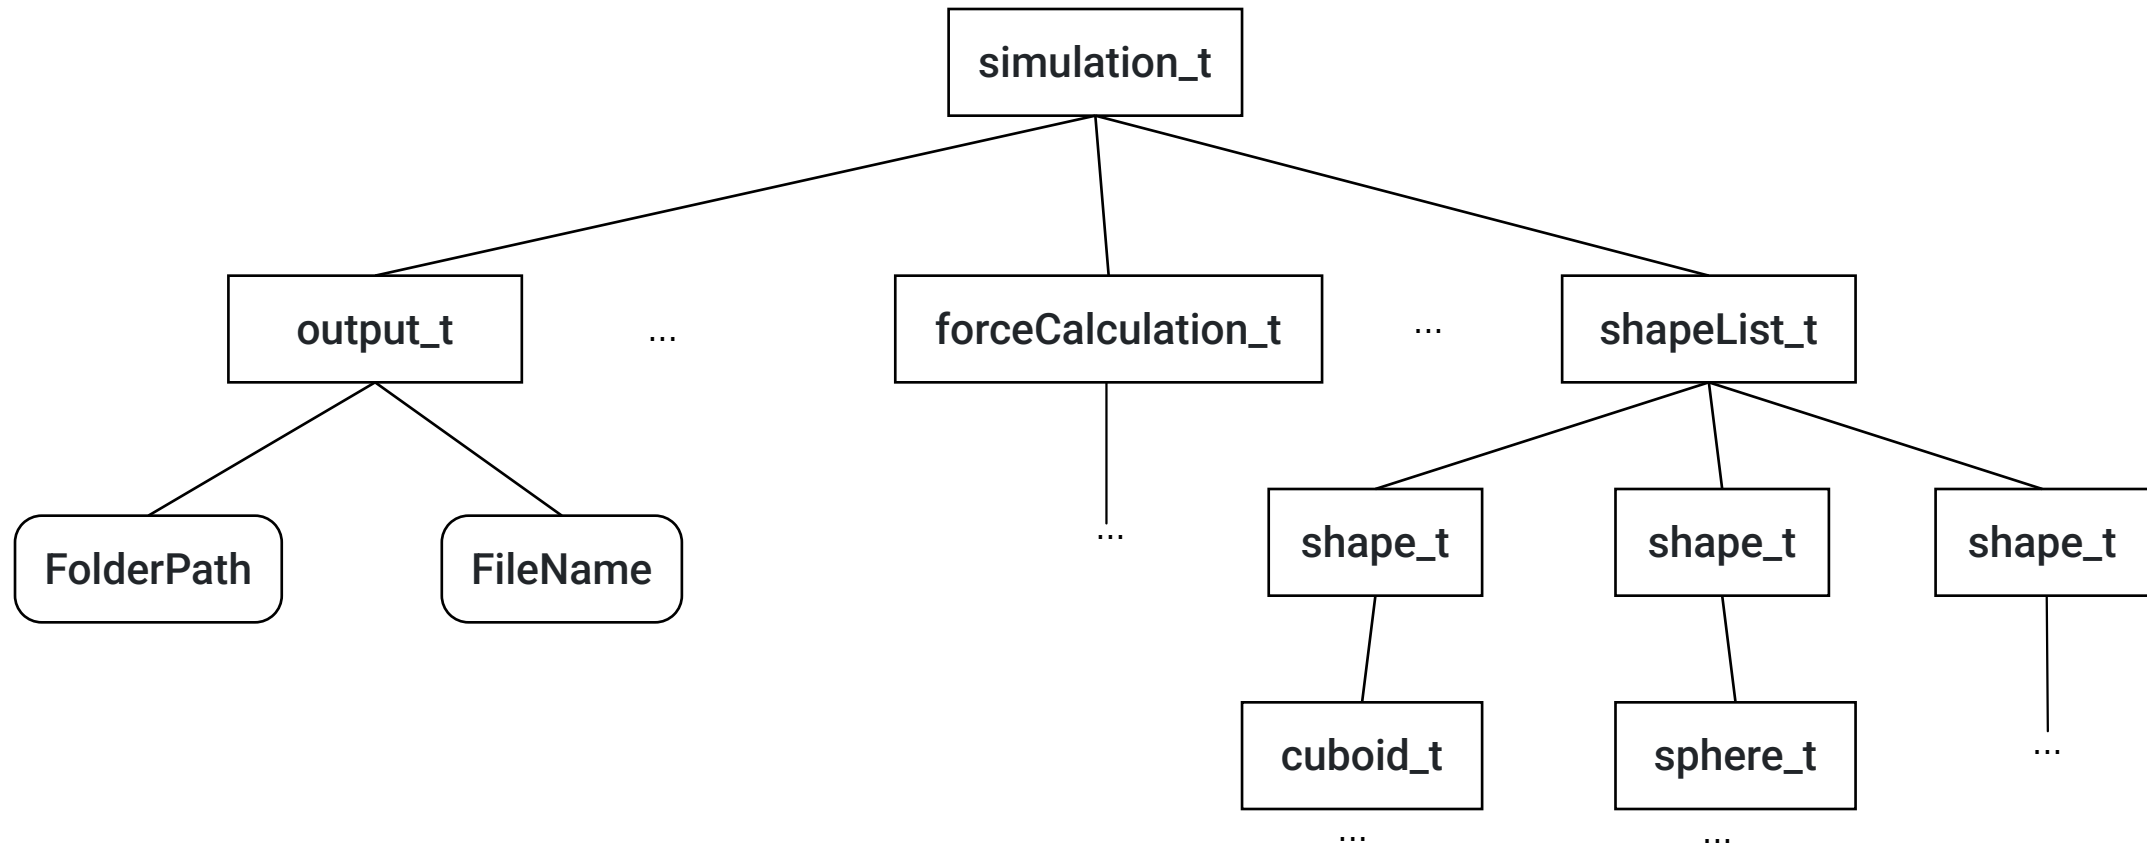 simulation_t
output_t
...
forceCalculation_t
...
shapeList_t
FolderPath
FileName
...
shape_t
shape_t
shape_t
cuboid_t
sphere_t
...
...
...